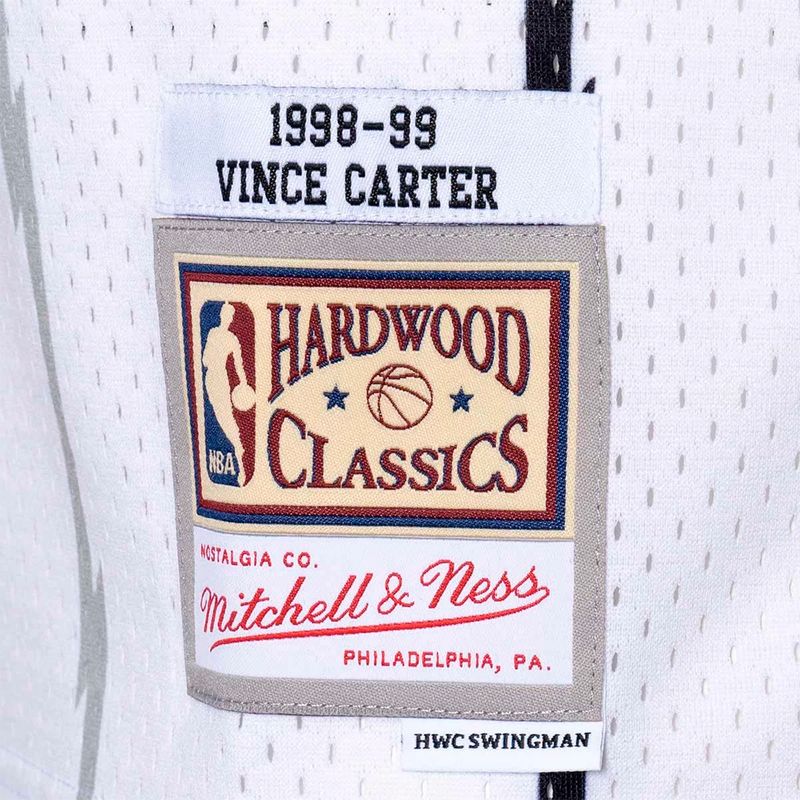 1998-99
VINCE CARTER
HARDWOOD
CLASSICS
NBA
NOSTALGIA CO.
Mitchell & Ness
PHILADELPHIA, PA.
HWC SWINGMAN